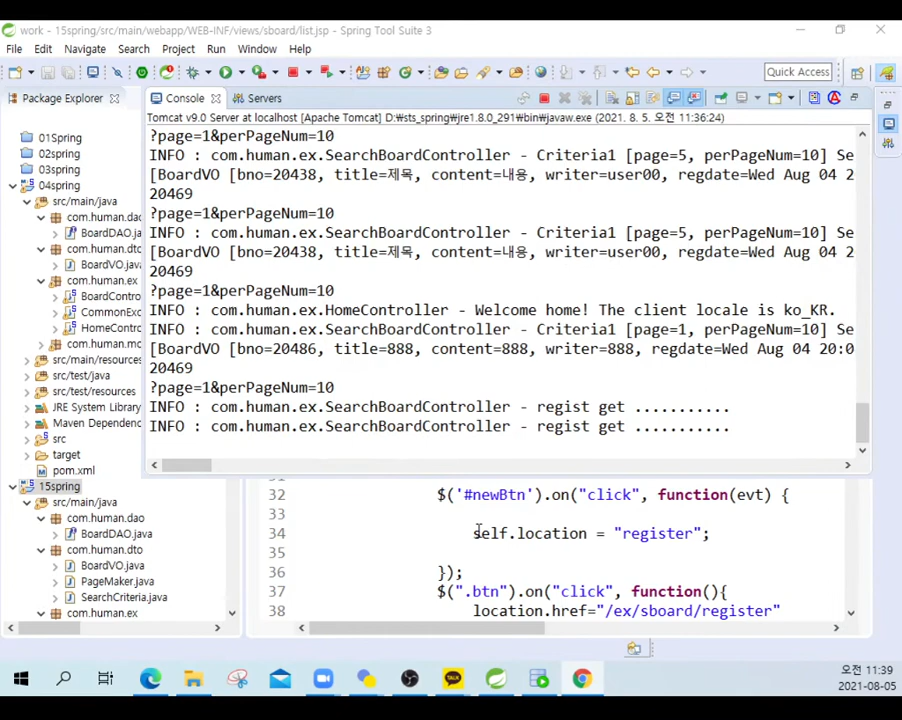 work - 15spring/src/main/webapp/WEB-INF/views/sboard/list.jsp - Spring Tool Suite 3
File Edit Navigate Search Project Run Window Help
Quick Access
Package Explorer
Console
Servers
Tomcat v9.0 Server at localhost [Apache Tomcat] D:₩sts_spring₩jre1.8.0_291₩bin₩javaw.exe (2021. 8. 5. 오전 11:36:24)
01Spring
02spring
03spring
04spring
src/main/java
com.human.dao
BoardDAO.j
com.human.dto
BoardVO.java
com.human.ex
BoardContro
CommonExc
HomeContro
com.human.mo
src/main/resources
src/test/java
src/test/resources
JRE System Library
Maven Dependenc
src
target
pom.xml
15spring
src/main/java
com.human.dao
BoardDAO.java
com.human.dto
BoardVO.java
PageMaker.java
SearchCriteria.java
com.human.ex
?page=1&perPageNum=10
INFO : com.human.ex.SearchBoardController - Criteria1 [page=5, perPageNum=10] Se
[BoardVO [bno=20438, title=제목, content=내용, writer=user00, regdate=Wed Aug 04 2
20469
?page=1&perPageNum=10
INFO : com.human.ex.SearchBoardController - Criteria1 [page=5, perPageNum=10] Se
[BoardVO [bno=20438, title=제목, content=내용, writer=user00, regdate=Wed Aug 04 2
20469
?page=1&perPageNum=10
INFO : com.human.ex.HomeController - Welcome home! The client locale is ko_KR.
INFO : com.human.ex.SearchBoardController - Criteria1 [page=1, perPageNum=10] Se
[BoardVO [bno=20486, title=888, content=888, writer=888, regdate=Wed Aug 04 20:0
20469
?page=1&perPageNum=10
INFO : com.human.ex.SearchBoardController - regist get ...........
INFO : com.human.ex.SearchBoardController - regist get ...........
31
32 $('#newBtn').on("click", function(evt) {
33
34 self.location = "register";
35
36 });
37 $(".btn").on("click", function(){
38 location.href="/ex/sboard/register"
TALK
오전 11:39
2021-08-05